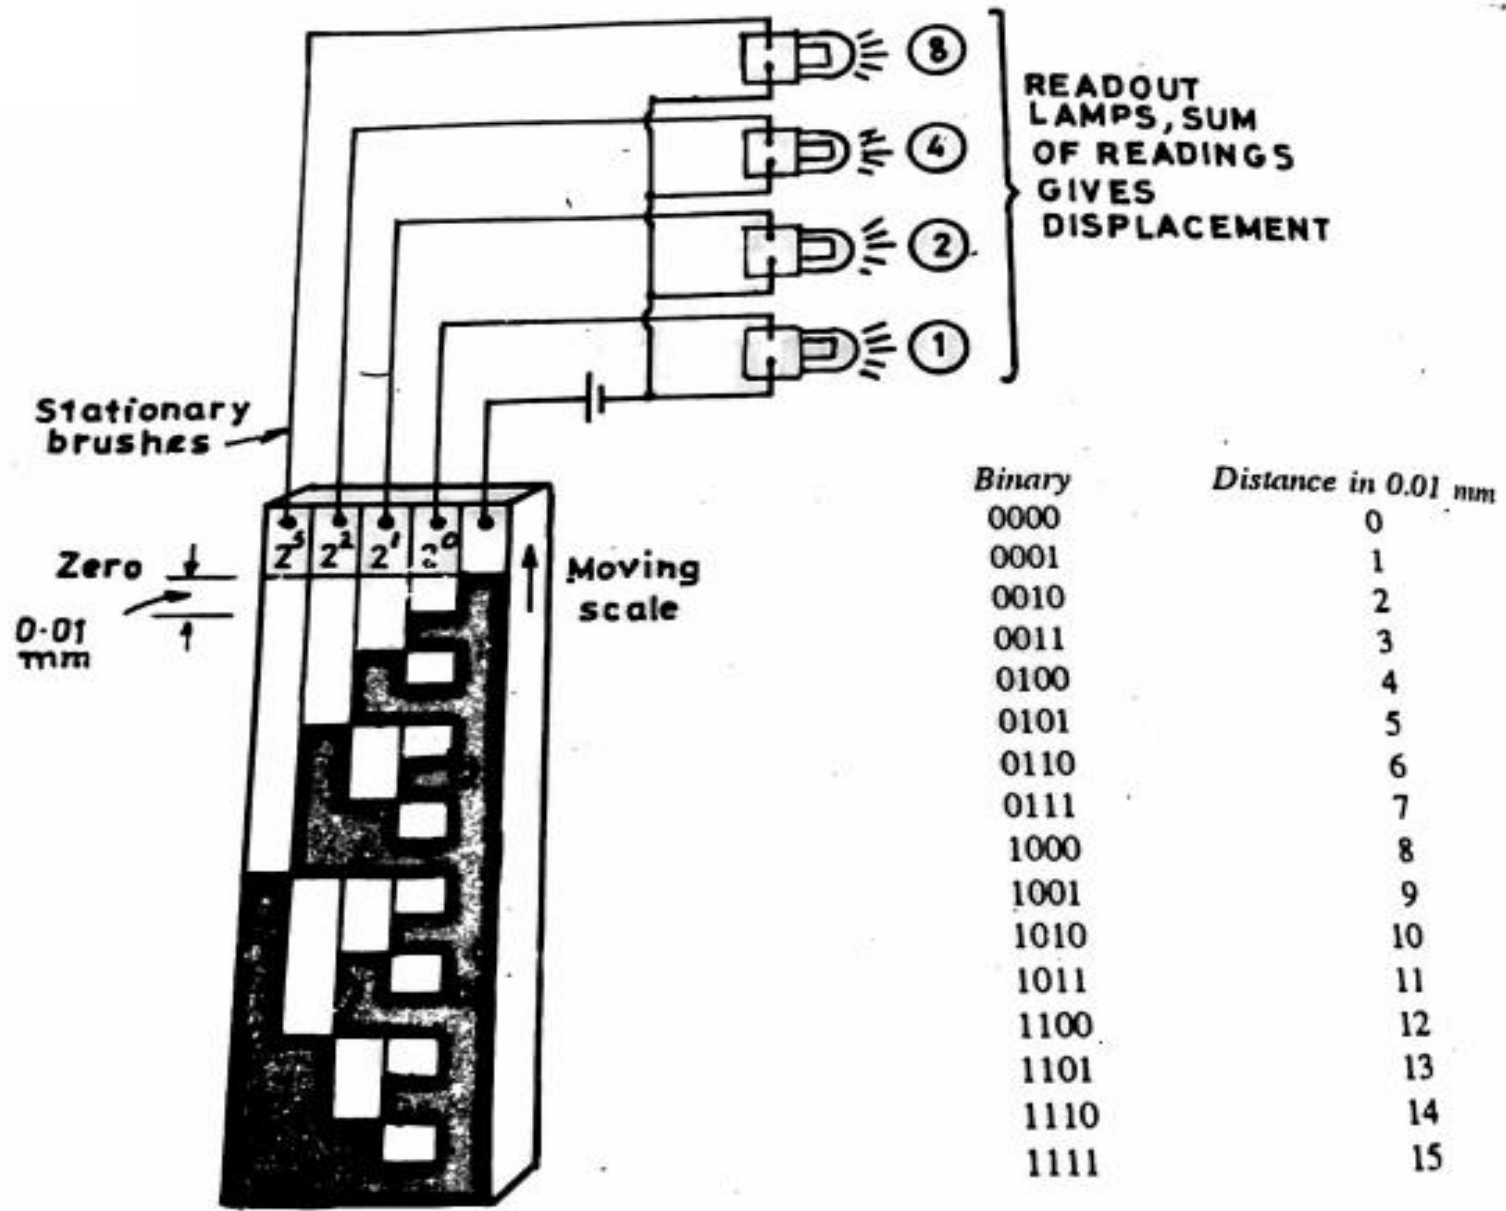 8
4
2
1
READOUT
LAMPS, SUM
OF READINGS
GIVES
DISPLACEMENT
Stationary
brushes
2³ 2² 2¹ 2⁰
Zero
0.01
mm
Moving
scale
Binary Distance in 0.01 mm
0000 0
0001 1
0010 2
0011 3
0100 4
0101 5
0110 6
0111 7
1000 8
1001 9
1010 10
1011 11
1100 12
1101 13
1110 14
1111 15